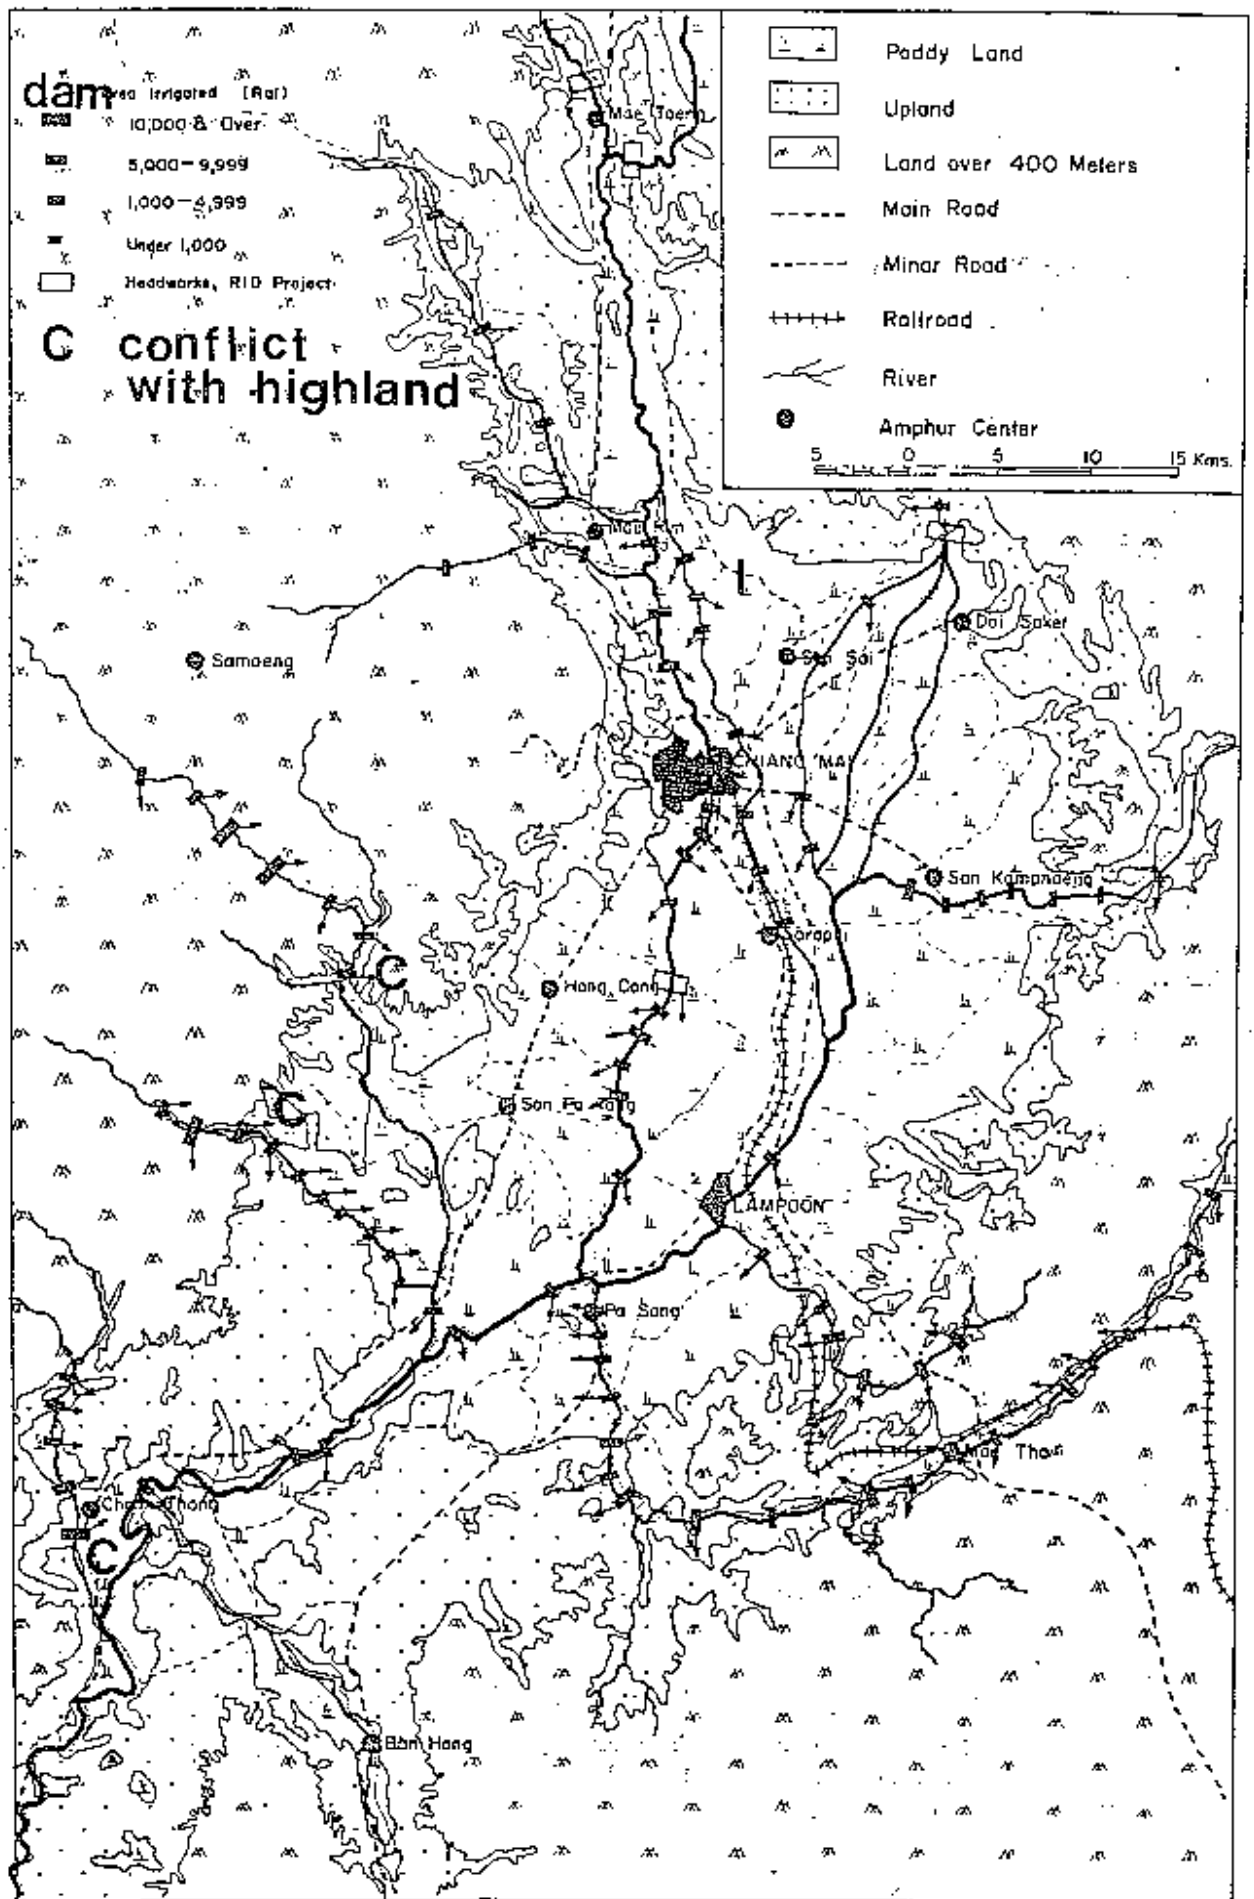 dam
Area Irrigated (Rai)
10,000 & Over
5,000-9,999
1,000-4,999
Under 1,000
Headworks, RID Project
C conflict
with highland
Paddy Land
Upland
Land over 400 Meters
Main Road
Minor Road
Railroad
River
Amphur Center
5 0 5 10 15 Kms.
Mae Taeng
Mae Rim
Doi Saket
San Sai
Samoeng
CHIANG MAI
San Kampaeng
Saraphi
C
Hang Dong
C
San Pa Tong
LAMPOON
Pa Sang
Mae Tha
Chom Thong
C
Ban Hong